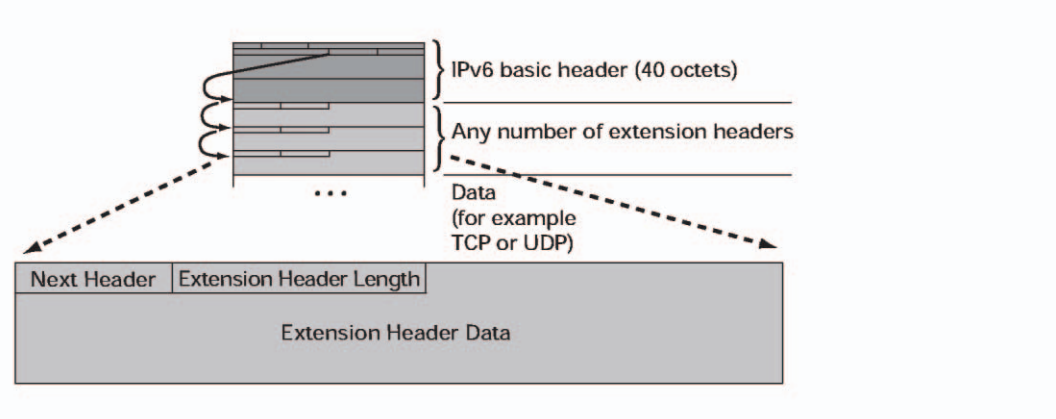 IPv6 basic header (40 octets)
Any number of extension headers
...
Data
(for example
TCP or UDP)
Next Header
Extension Header Length
Extension Header Data